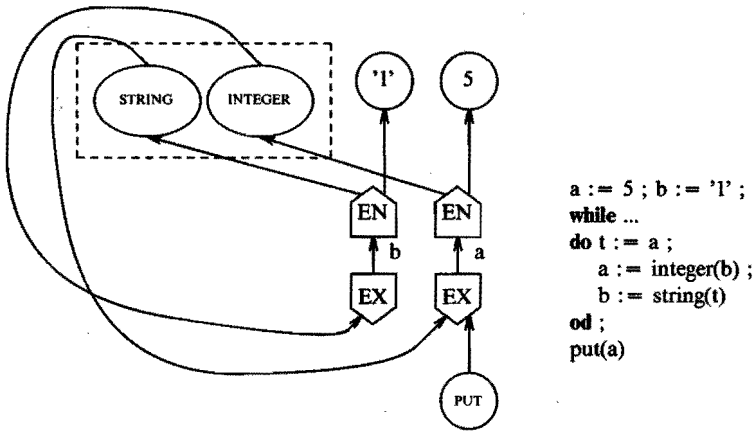 '1' 5
STRING INTEGER
EN EN
b a
EX EX
PUT
a := 5 ; b := '1' ;
while ...
do t := a ;
a := integer(b) ;
b := string(t)
od ;
put(a)